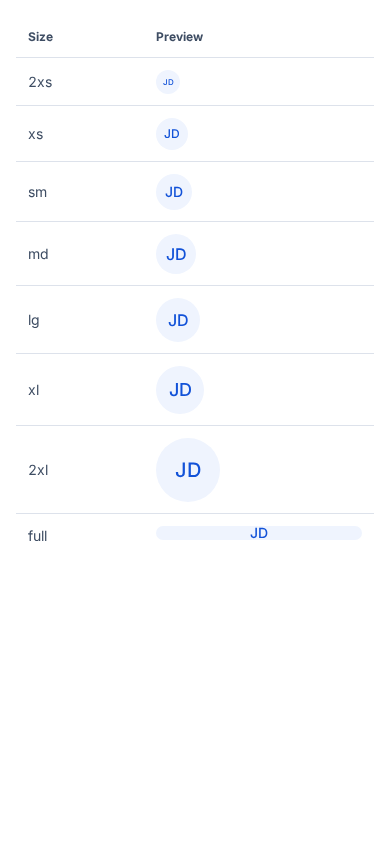 Size Preview
2xs JD
xs JD
sm JD
md JD
lg JD
xl JD
2xl JD
full JD